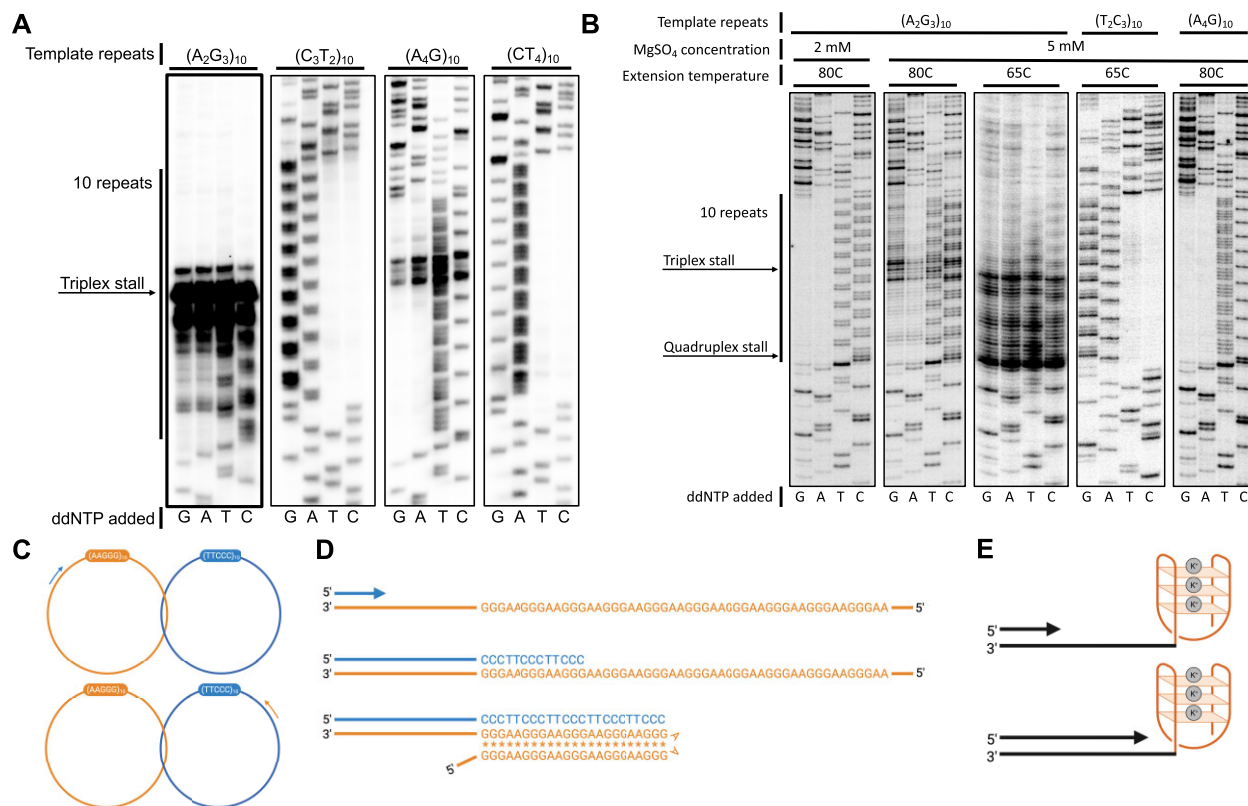 A
Template repeats
(A2G3)10 (C3T2)10 (A4G)10 (CT4)10
10 repeats
Triplex stall
ddNTP added
G A T C G A T C G A T C G A T C
B
Template repeats
(A2G3)10 (T2C3)10 (A4G)10
MgSO4 concentration
2 mM 5 mM
Extension temperature
80C 80C 65C 65C 80C
10 repeats
Triplex stall
Quadruplex stall
ddNTP added
G A T C G A T C G A T C G A T C G A T C
C
(AAGGG)10 (TTCCC)10
(AAGGG)10 (TTCCC)10
D
5'
3' GGGAAGGGAAGGGAAGGGAAGGGAAGGGAAGGGAAGGGAAGGGAAGGGAA 5'
5' CCCTTCCCTTCCC
3' GGGAAGGGAAGGGAAGGGAAGGGAAGGGAAGGGAAGGGAAGGGAAGGGAA 5'
5' CCCTTCCCTTCCCTTCCCTTCCC
3' GGGAAGGGAAGGGAAGGGAAGGG A
***********************
5' GGGAAGGGAAGGGAAGGGAAGGG A
E
K+
K+
K+
5'
3'
K+
K+
K+
5'
3'